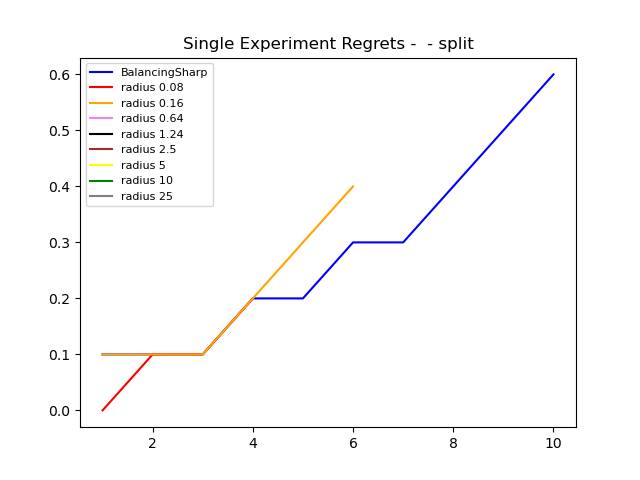 Single Experiment Regrets -  - split
BalancingSharp
radius 0.08
radius 0.16
radius 0.64
radius 1.24
radius 2.5
radius 5
radius 10
radius 25
0.6
0.5
0.4
0.3
0.2
0.1
0.0
2 4 6 8 10